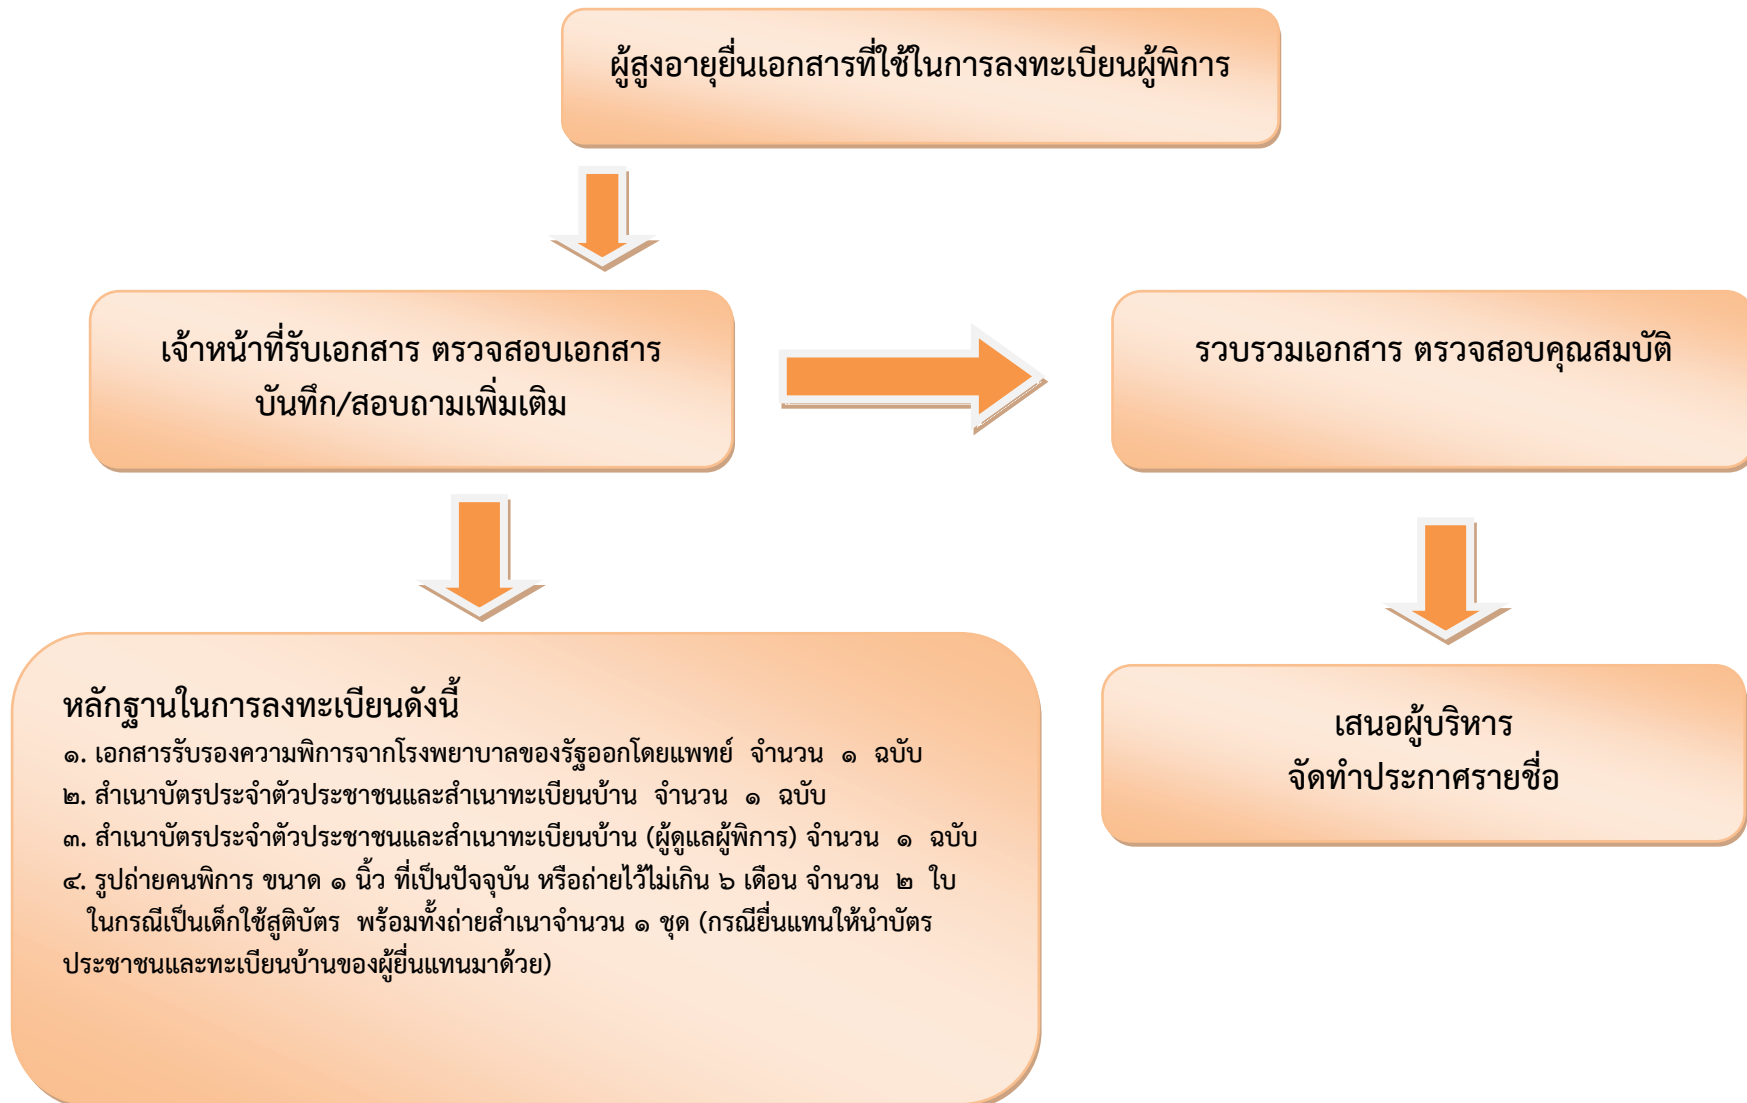 ผู้สูงอายุยื่นเอกสารที่ใช้ในการลงทะเบียนผู้พิการ
เจ้าหน้าที่รับเอกสาร ตรวจสอบเอกสาร
บันทึก/สอบถามเพิ่มเติม
รวบรวมเอกสาร ตรวจสอบคุณสมบัติ
หลักฐานในการลงทะเบียนดังนี้
๑. เอกสารรับรองความพิการจากโรงพยาบาลของรัฐออกโดยแพทย์ จำนวน ๑ ฉบับ
๒. สำเนาบัตรประจำตัวประชาชนและสำเนาทะเบียนบ้าน จำนวน ๑ ฉบับ
๓. สำเนาบัตรประจำตัวประชาชนและสำเนาทะเบียนบ้าน (ผู้ดูแลผู้พิการ) จำนวน ๑ ฉบับ
๔. รูปถ่ายคนพิการ ขนาด ๑ นิ้ว ที่เป็นปัจจุบัน หรือถ่ายไว้ไม่เกิน ๖ เดือน จำนวน ๒ ใบ
ในกรณีเป็นเด็กใช้สูติบัตร พร้อมทั้งถ่ายสำเนาจำนวน ๑ ชุด (กรณียื่นแทนให้นำบัตร
ประชาชนและทะเบียนบ้านของผู้ยื่นแทนมาด้วย)
เสนอผู้บริหาร
จัดทำประกาศรายชื่อ